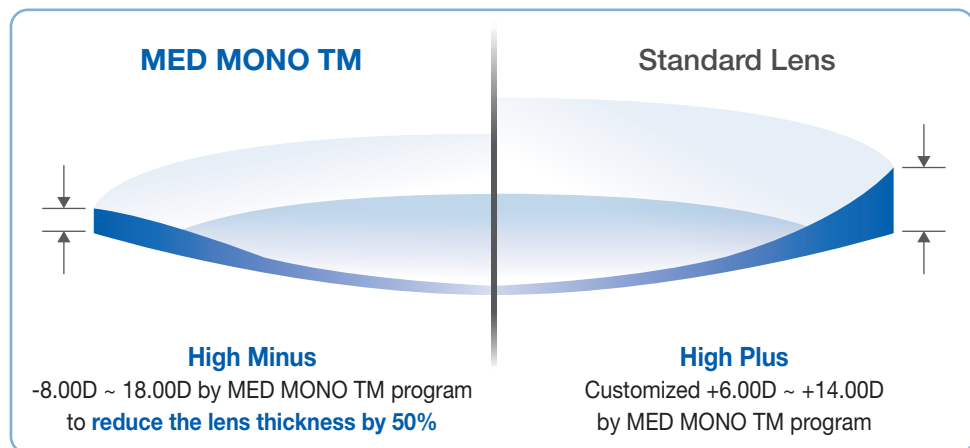 MED MONO TM
Standard Lens
High Minus
-8.00D ~ 18.00D by MED MONO TM program
to reduce the lens thickness by 50%
High Plus
Customized +6.00D ~ +14.00D
by MED MONO TM program